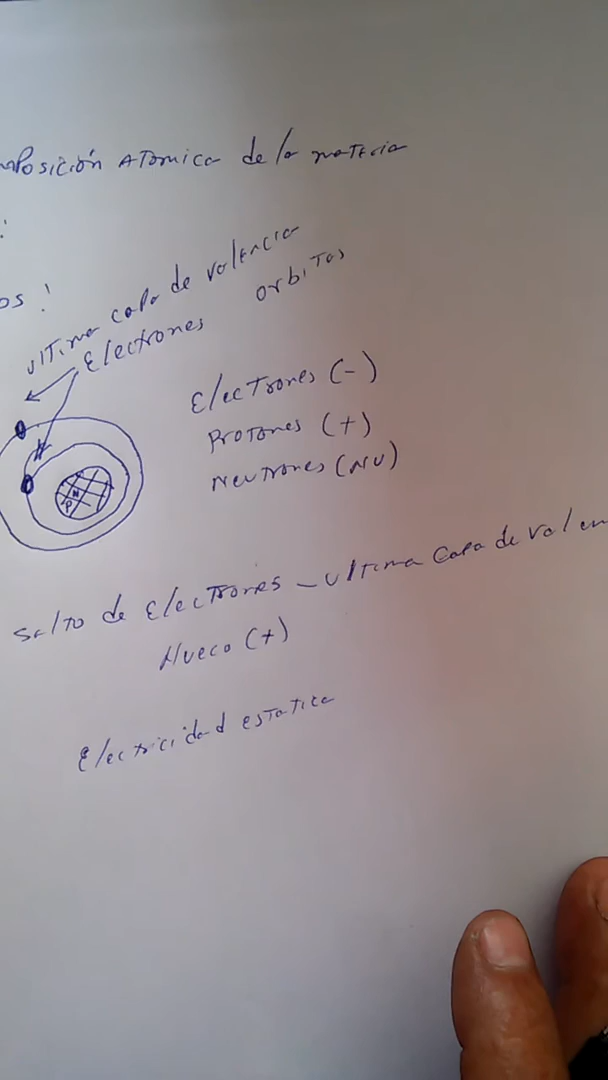 mposición Atomica de la materia
:
os!
ultima capa de valencia
Electrones orbitas
Electrones (-)
Protones (+)
Neutrones (NU)
N
P
Salto de Electrones - ultima capa de valen
Hueco (+)
Electricidad estatica